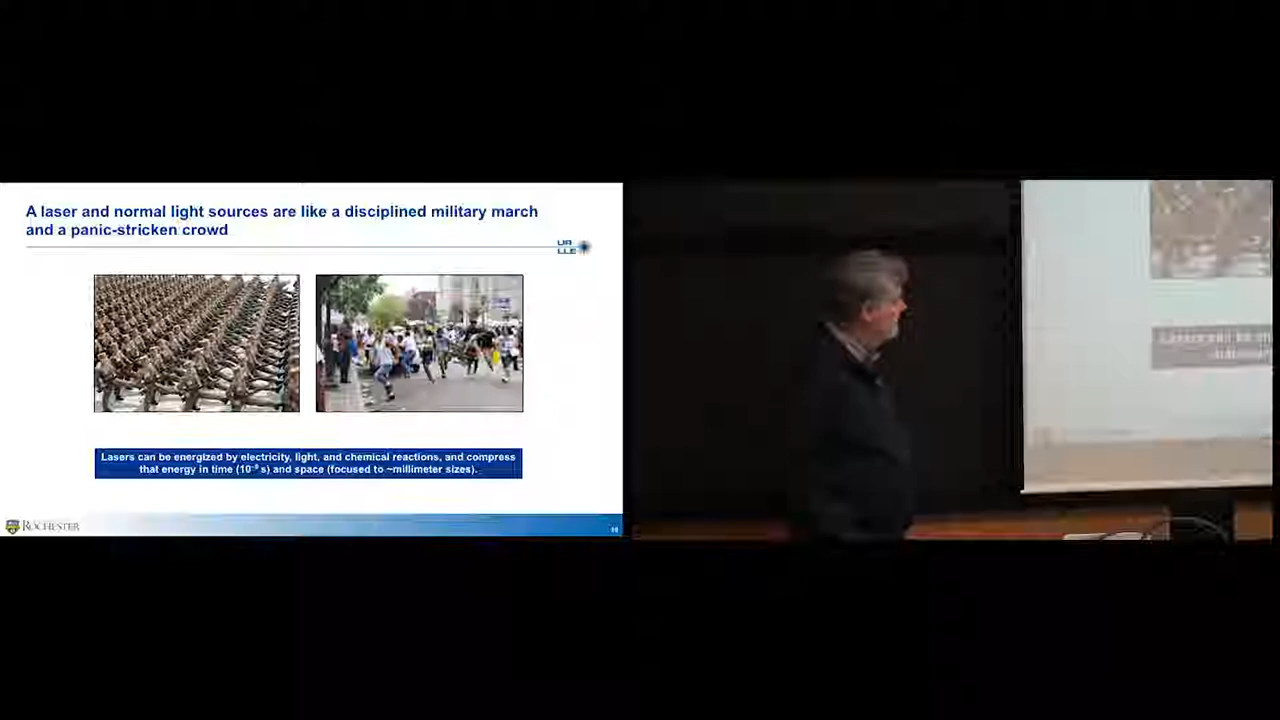 A laser and normal light sources are like a disciplined military march
and a panic-stricken crowd
UR
LLE
Lasers can be energized by electricity, light, and chemical reactions, and compress
that energy in time (10⁻⁹ s) and space (focused to ~millimeter sizes).
ROCHESTER